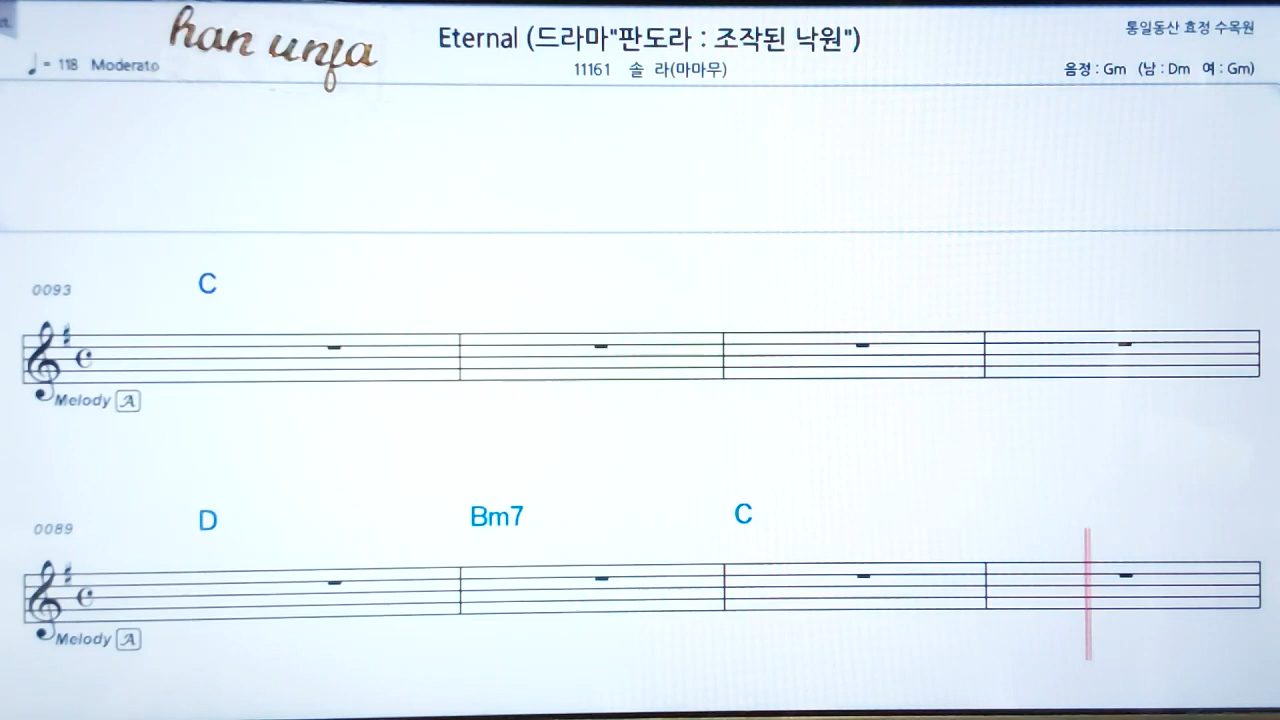 han unfa
Eternal (드라마"판도라 : 조작된 낙원")
통일동산 효정 수목원
♩= 118 Moderato
11161 솔 라(마마무)
음정 : Gm (남 : Dm 여 : Gm)
0093
C
Melody A
0089
D Bm7 C
Melody A